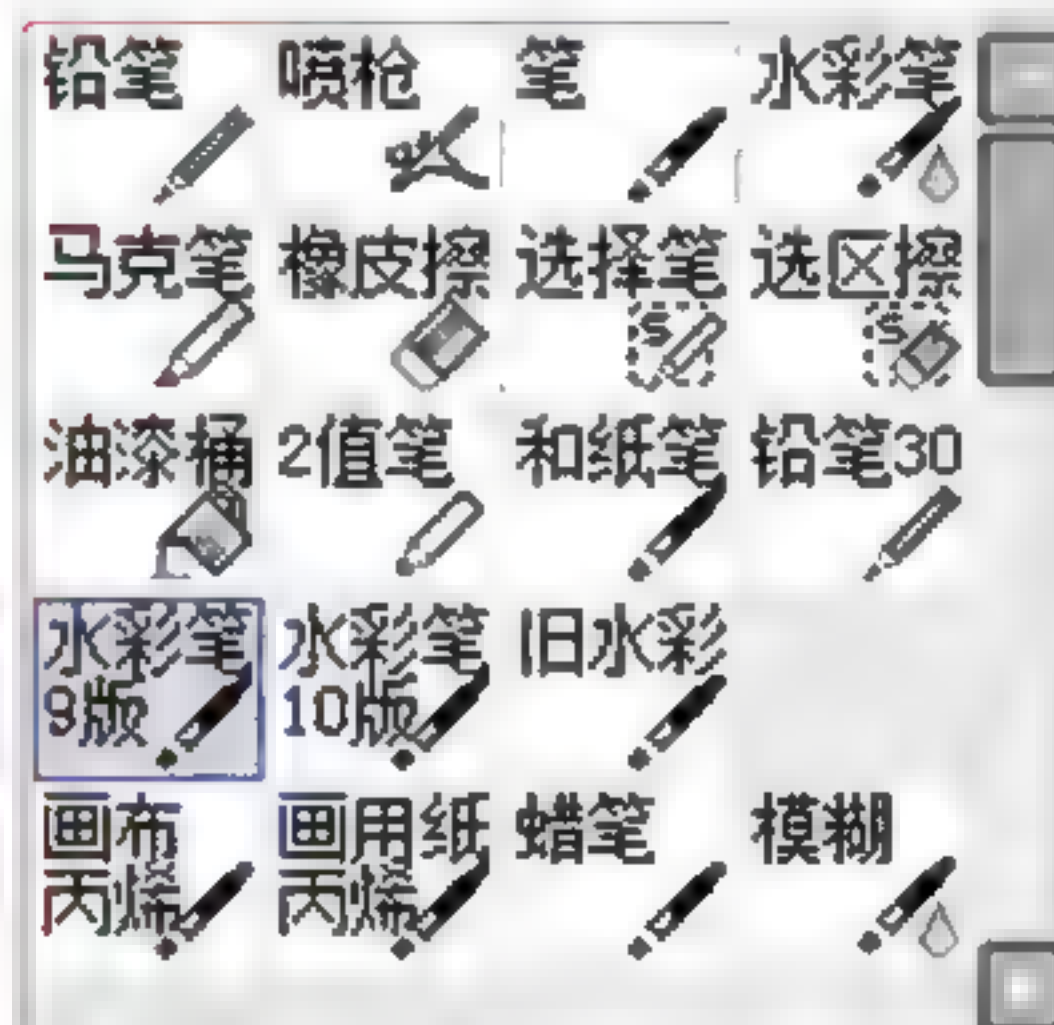 铅笔 喷枪 笔 水彩笔
马克笔 橡皮擦 选择笔 选区擦
油漆桶 2值笔 和纸笔 铅笔30
水彩笔 水彩笔 旧水彩
9版 10版
画布 画用纸 蜡笔 模糊
丙烯 丙烯